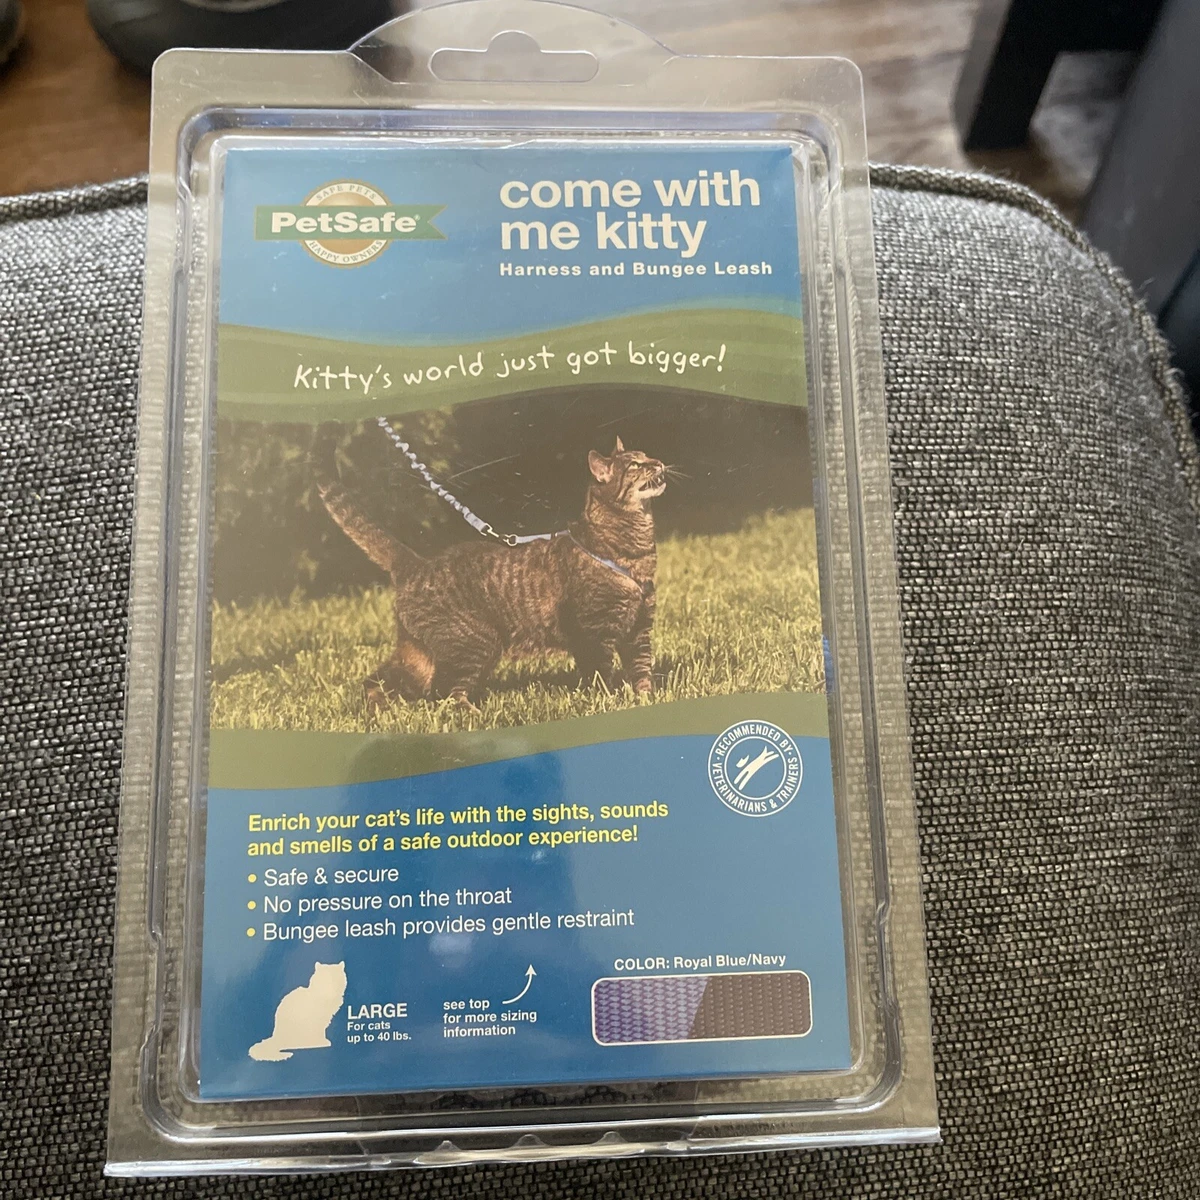 SAFE PETS
PetSafe®
HAPPY OWNERS
come with
me kitty
Harness and Bungee Leash
Kitty's world just got bigger!
RECOMMENDED BY
VETERINARIANS & TRAINERS
Enrich your cat's life with the sights, sounds
and smells of a safe outdoor experience!
• Safe & secure
• No pressure on the throat
• Bungee leash provides gentle restraint
LARGE
For cats
up to 40 lbs.
see top
for more sizing
information
COLOR: Royal Blue/Navy